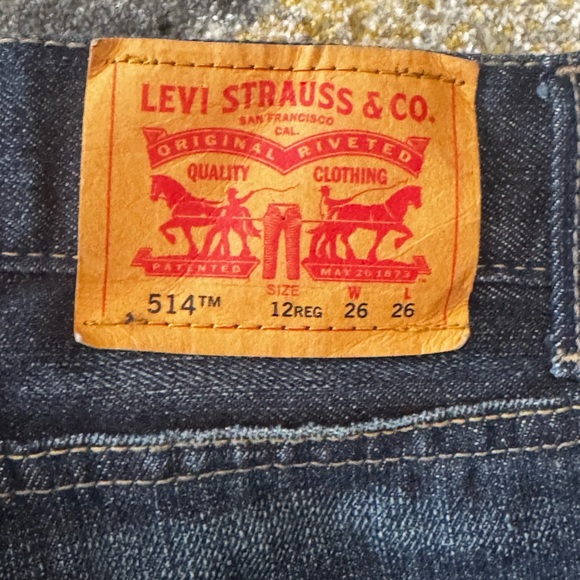 LEVI STRAUSS & CO.
SAN FRANCISCO
CAL.
ORIGINAL RIVETED
QUALITY CLOTHING
PATENTED MAY 20 1873 ™
SIZE W L
514™ 12REG 26 26